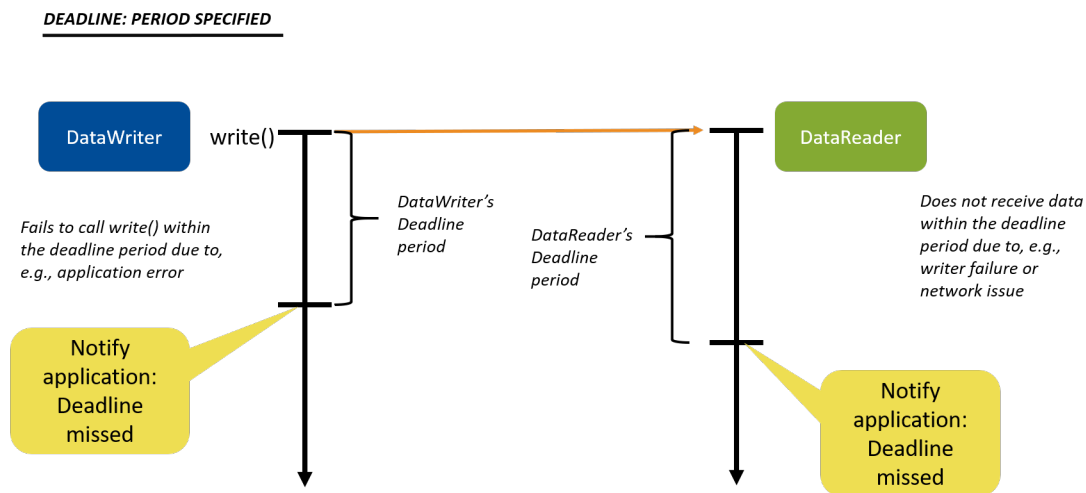 DEADLINE: PERIOD SPECIFIED
DataWriter
write()
DataReader
Fails to call write() within
the deadline period due to,
e.g., application error
DataWriter's
Deadline
period
DataReader's
Deadline
period
Does not receive data
within the deadline
period due to, e.g.,
writer failure or
network issue
Notify
application:
Deadline
missed
Notify
application:
Deadline
missed